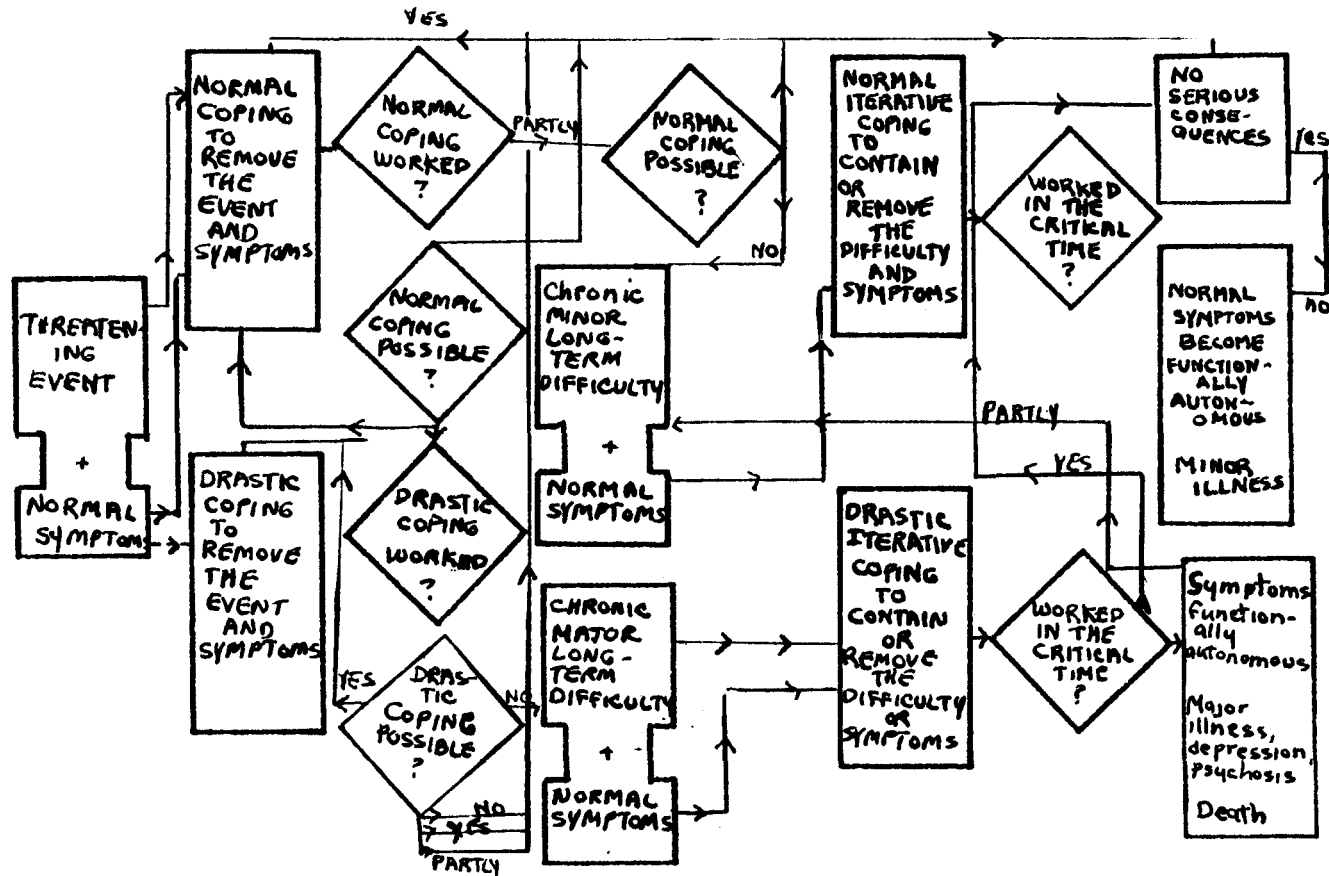 YES
NORMAL
COPING
TO
REMOVE
THE
EVENT
AND
SYMPTOMS
NORMAL
COPING
WORKED
?
PARTLY
NORMAL
COPING
POSSIBLE
?
NO
NORMAL
ITERATIVE
COPING
TO
CONTAIN
OR
REMOVE
THE
DIFFICULTY
AND
SYMPTOMS
WORKED
IN THE
CRITICAL
TIME
?
NO
SERIOUS
CONSE-
QUENCES
YES
no
THREATEN-
ING
EVENT
+
NORMAL
SYMPTOMS
NORMAL
COPING
POSSIBLE
?
Chronic
MINOR
LONG-
TERM
DIFFICULTY
+
NORMAL
SYMPTOMS
NORMAL
SYMPTOMS
BECOME
FUNCTION-
ALLY
AUTON-
OMOUS
MINOR
ILLNESS
PARTLY
YES
DRASTIC
COPING
TO
REMOVE
THE
EVENT
AND
SYMPTOMS
DRASTIC
COPING
WORKED
?
YES
DRAS-
TIC
COPING
POSSIBLE
?
NO
NO
YES
PARTLY
CHRONIC
MATOR
LONG-
TERM
DIFFICULTY
+
NORMAL
SYMPTOMS
DRASTIC
ITERATIVE
COPING
TO
CONTAIN
OR
REMOVE
THE
DIFFICULTY
OR
SYMPTOMS
WORKED
IN THE
CRITICAL
TIME
?
Symptoms
Function-
ally
autonomous
Major
illness,
depression,
psychosis
Death